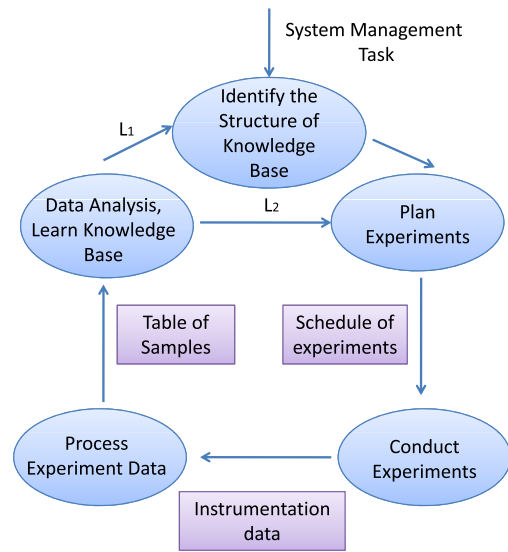 System Management
Task
Identify the
Structure of
Knowledge
Base
L1
L2
Data Analysis,
Learn Knowledge
Base
Plan
Experiments
Table of
Samples
Schedule of
experiments
Process
Experiment Data
Conduct
Experiments
Instrumentation
data